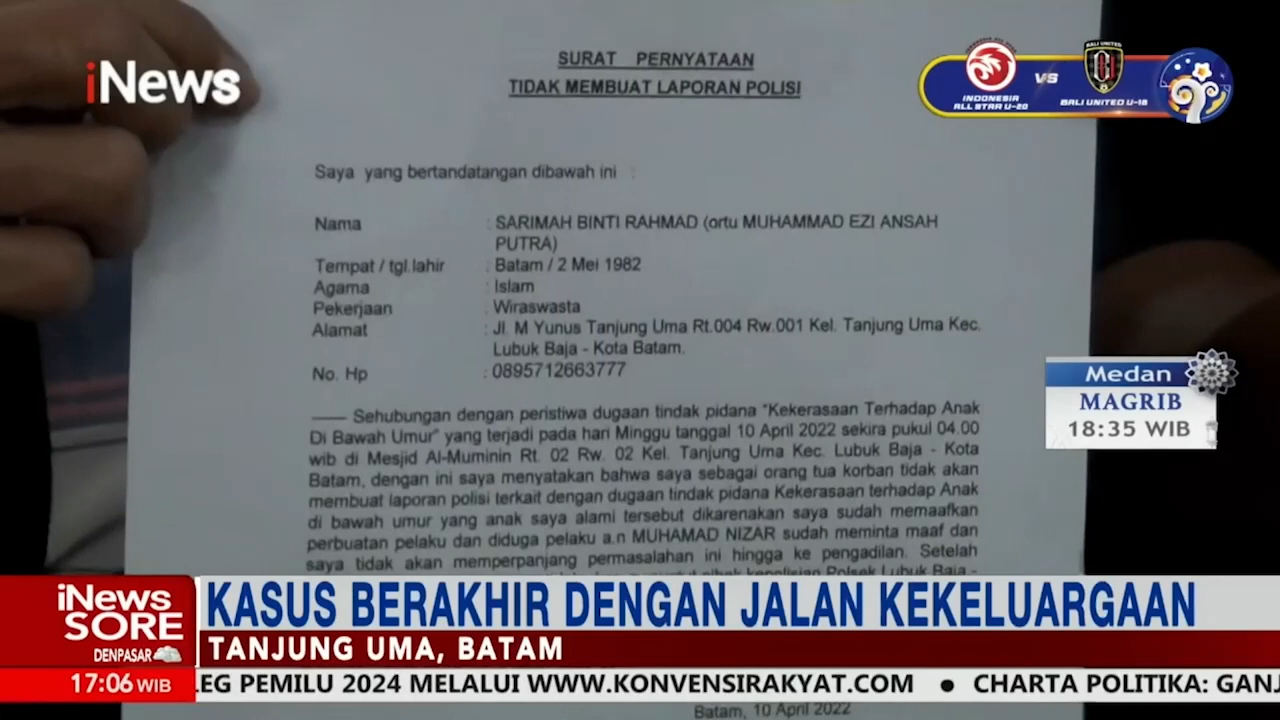 SURAT PERNYATAAN
TIDAK MEMBUAT LAPORAN POLISI
iNews
INDONESIA
ALL STAR U-20
VS
BALI UNITED
BALI UNITED U-18
Saya yang bertandatangan dibawah ini :
Nama : SARIMAH BINTI RAHMAD (ortu MUHAMMAD EZI ANSAH
PUTRA)
Tempat / tgl.lahir : Batam / 2 Mei 1982
Agama : Islam
Pekerjaan : Wiraswasta
Alamat : Jl. M Yunus Tanjung Uma Rt.004 Rw.001 Kel. Tanjung Uma Kec.
Lubuk Baja - Kota Batam.
No. Hp : 0895712663777
Medan
MAGRIB
18:35 WIB
—— Sehubungan dengan peristiwa dugaan tindak pidana "Kekerasaan Terhadap Anak
Di Bawah Umur" yang terjadi pada hari Minggu tanggal 10 April 2022 sekira pukul 04.00
wib di Mesjid Al-Muminin Rt. 02 Rw. 02 Kel. Tanjung Uma Kec. Lubuk Baja - Kota
Batam, dengan ini saya menyatakan bahwa saya sebagai orang tua korban tidak akan
membuat laporan polisi terkait dengan dugaan tindak pidana Kekerasaan terhadap Anak
di bawah umur yang anak saya alami tersebut dikarenakan saya sudah memaafkan
perbuatan pelaku dan diduga pelaku a.n MUHAMAD NIZAR sudah meminta maaf dan
saya tidak akan memperpanjang permasalahan ini hingga ke pengadilan. Setelah
pihak kepolisian Polsek Lubuk Baja -
iNews
SORE
DENPASAR
KASUS BERAKHIR DENGAN JALAN KEKELUARGAAN
TANJUNG UMA, BATAM
17:06 WIB
LEG PEMILU 2024 MELALUI WWW.KONVENSIRAKYAT.COM ● CHARTA POLITIKA: GANJ
Batam, 10 April 2022